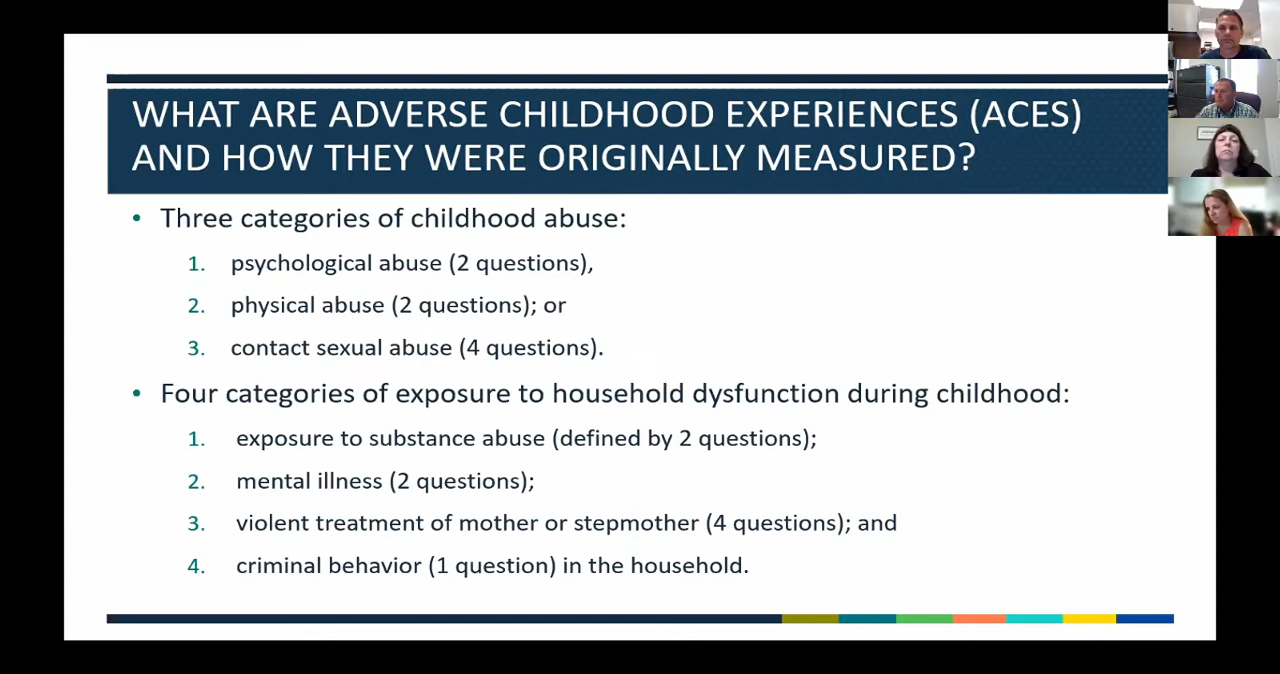 WHAT ARE ADVERSE CHILDHOOD EXPERIENCES (ACES)
AND HOW THEY WERE ORIGINALLY MEASURED?
• Three categories of childhood abuse:
1. psychological abuse (2 questions),
2. physical abuse (2 questions); or
3. contact sexual abuse (4 questions).
• Four categories of exposure to household dysfunction during childhood:
1. exposure to substance abuse (defined by 2 questions);
2. mental illness (2 questions);
3. violent treatment of mother or stepmother (4 questions); and
4. criminal behavior (1 question) in the household.